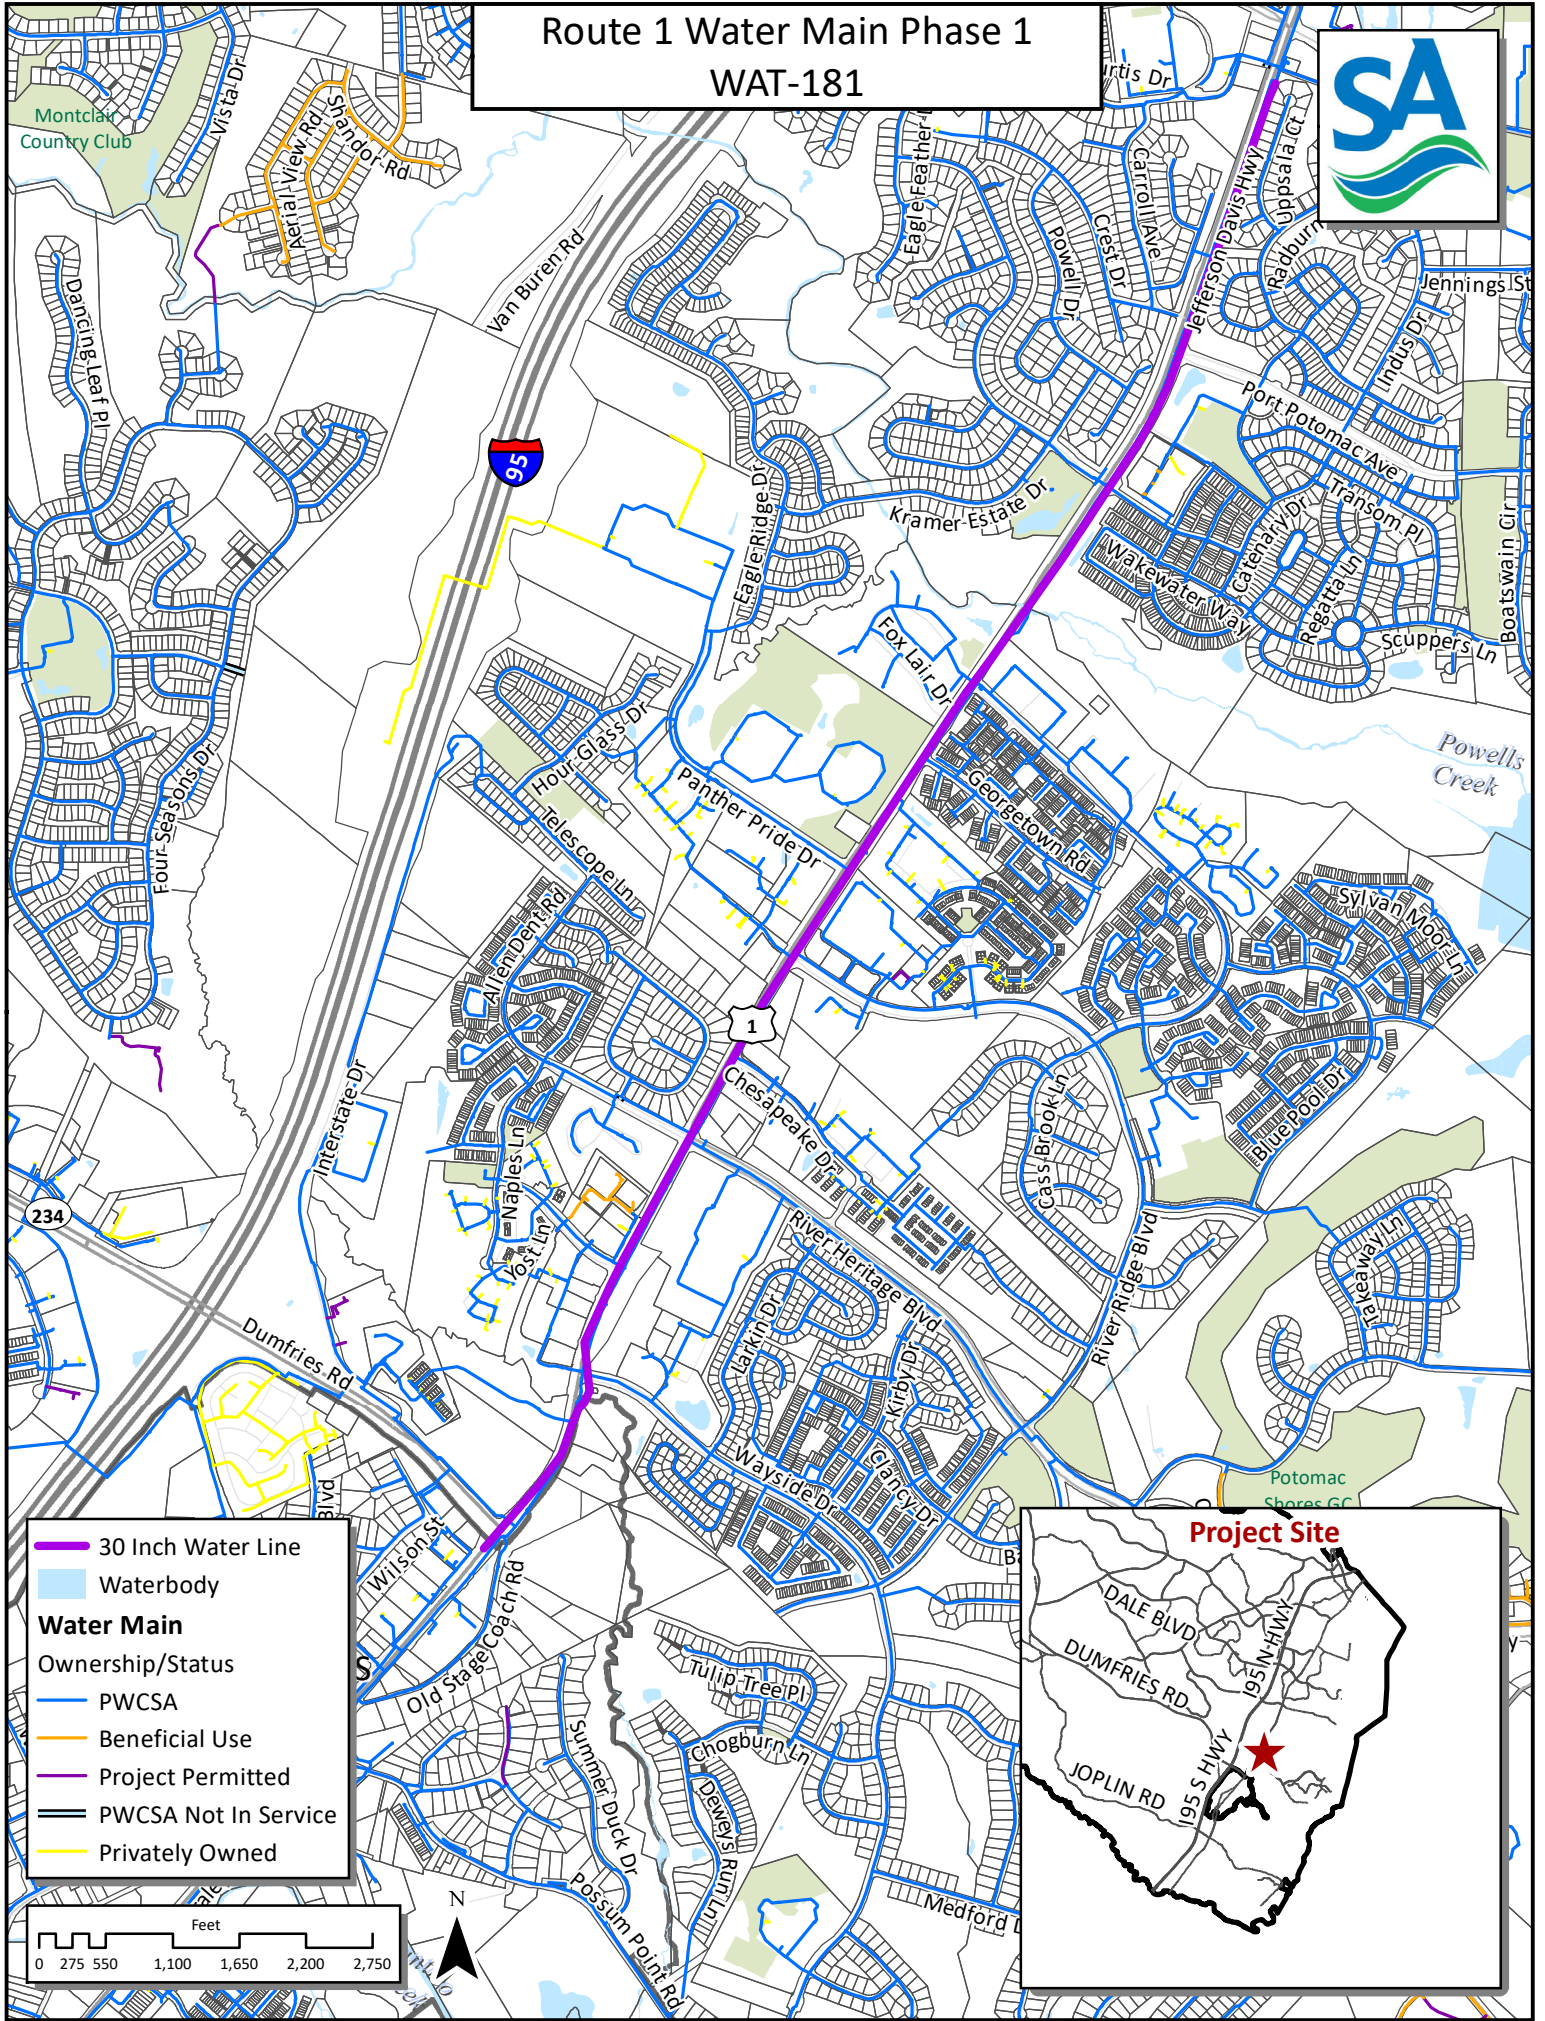 Route 1 Water Main Phase 1
WAT-181
SA
Montclair
Country Club
Vista Dr
Shandor Rd
Aerial View Rd
Van Buren Rd
Eagle Feather
Carroll Ave
Crest Dr
Powell Dr
Jefferson Davis Hwy
Uppsala Ct
Radburn
Jennings St
Indus Dr
Dancing Leaf Pl
95
Port Potomac Ave
Transom Pl
Kramer Estate Dr
Eagle Ridge Dr
Catenary Dr
Wakewater Way
Regatta Ln
Boatswain Cir
Scuppers Ln
Fox Lair Dr
Hour Glass Dr
Powells
Creek
Four Seasons Dr
Panther Pride Dr
Georgetown Rd
Telescope Ln
Allen Dent Rd
Sylvan Moor Ln
1
Chesapeake Dr
Interstate Dr
Cass Brook Ln
Blue Pool Dr
Naples Ln
234
Yost Ln
River Heritage Blvd
River Ridge Blvd
Takeaway Ln
Larkin Dr
Kirby Dr
Dumfries Rd
Wayside Dr
Clancy Dr
Potomac
Shores GC
Blvd
Wilson St
Old Stage Coach Rd
Tulip Tree Pl
Chogburn Ln
Summer Duck Dr
Deweys Run Ln
Possum Point Rd
Medford
30 Inch Water Line
Waterbody
Water Main
Ownership/Status
PWCSA
Beneficial Use
Project Permitted
PWCSA Not In Service
Privately Owned
Feet
0 275 550 1,100 1,650 2,200 2,750
N
Project Site
DALE BLVD
DUMFRIES RD
I95 N HWY
JOPLIN RD
I95 S HWY